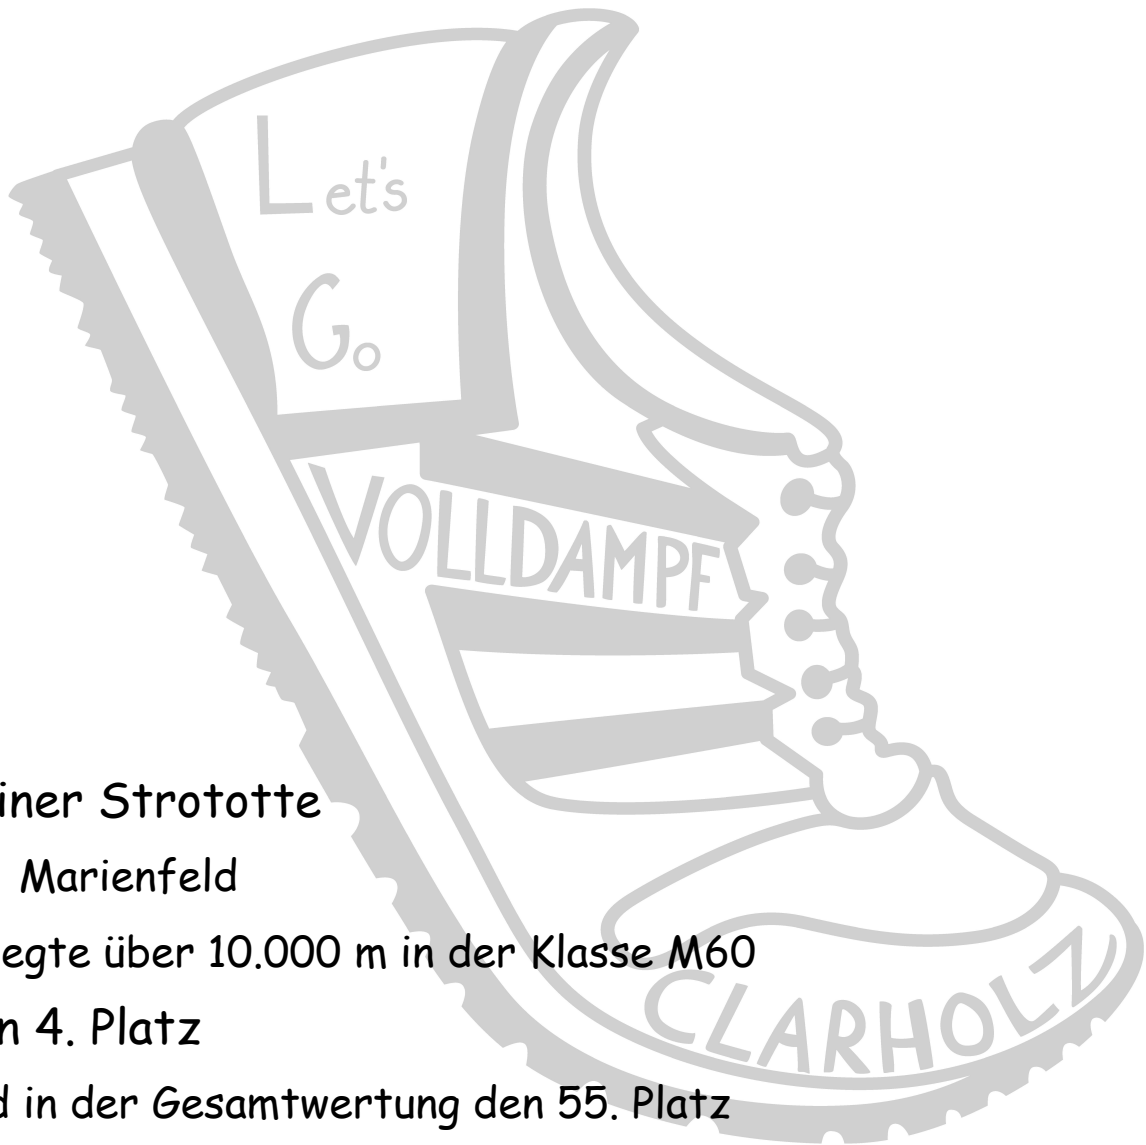 Let's
Go
VOLLDAMPF
iner Strototte
Marienfeld
egte über 10.000 m in der Klasse M60
CLARHOLZ
n 4. Platz
d in der Gesamtwertung den 55. Platz